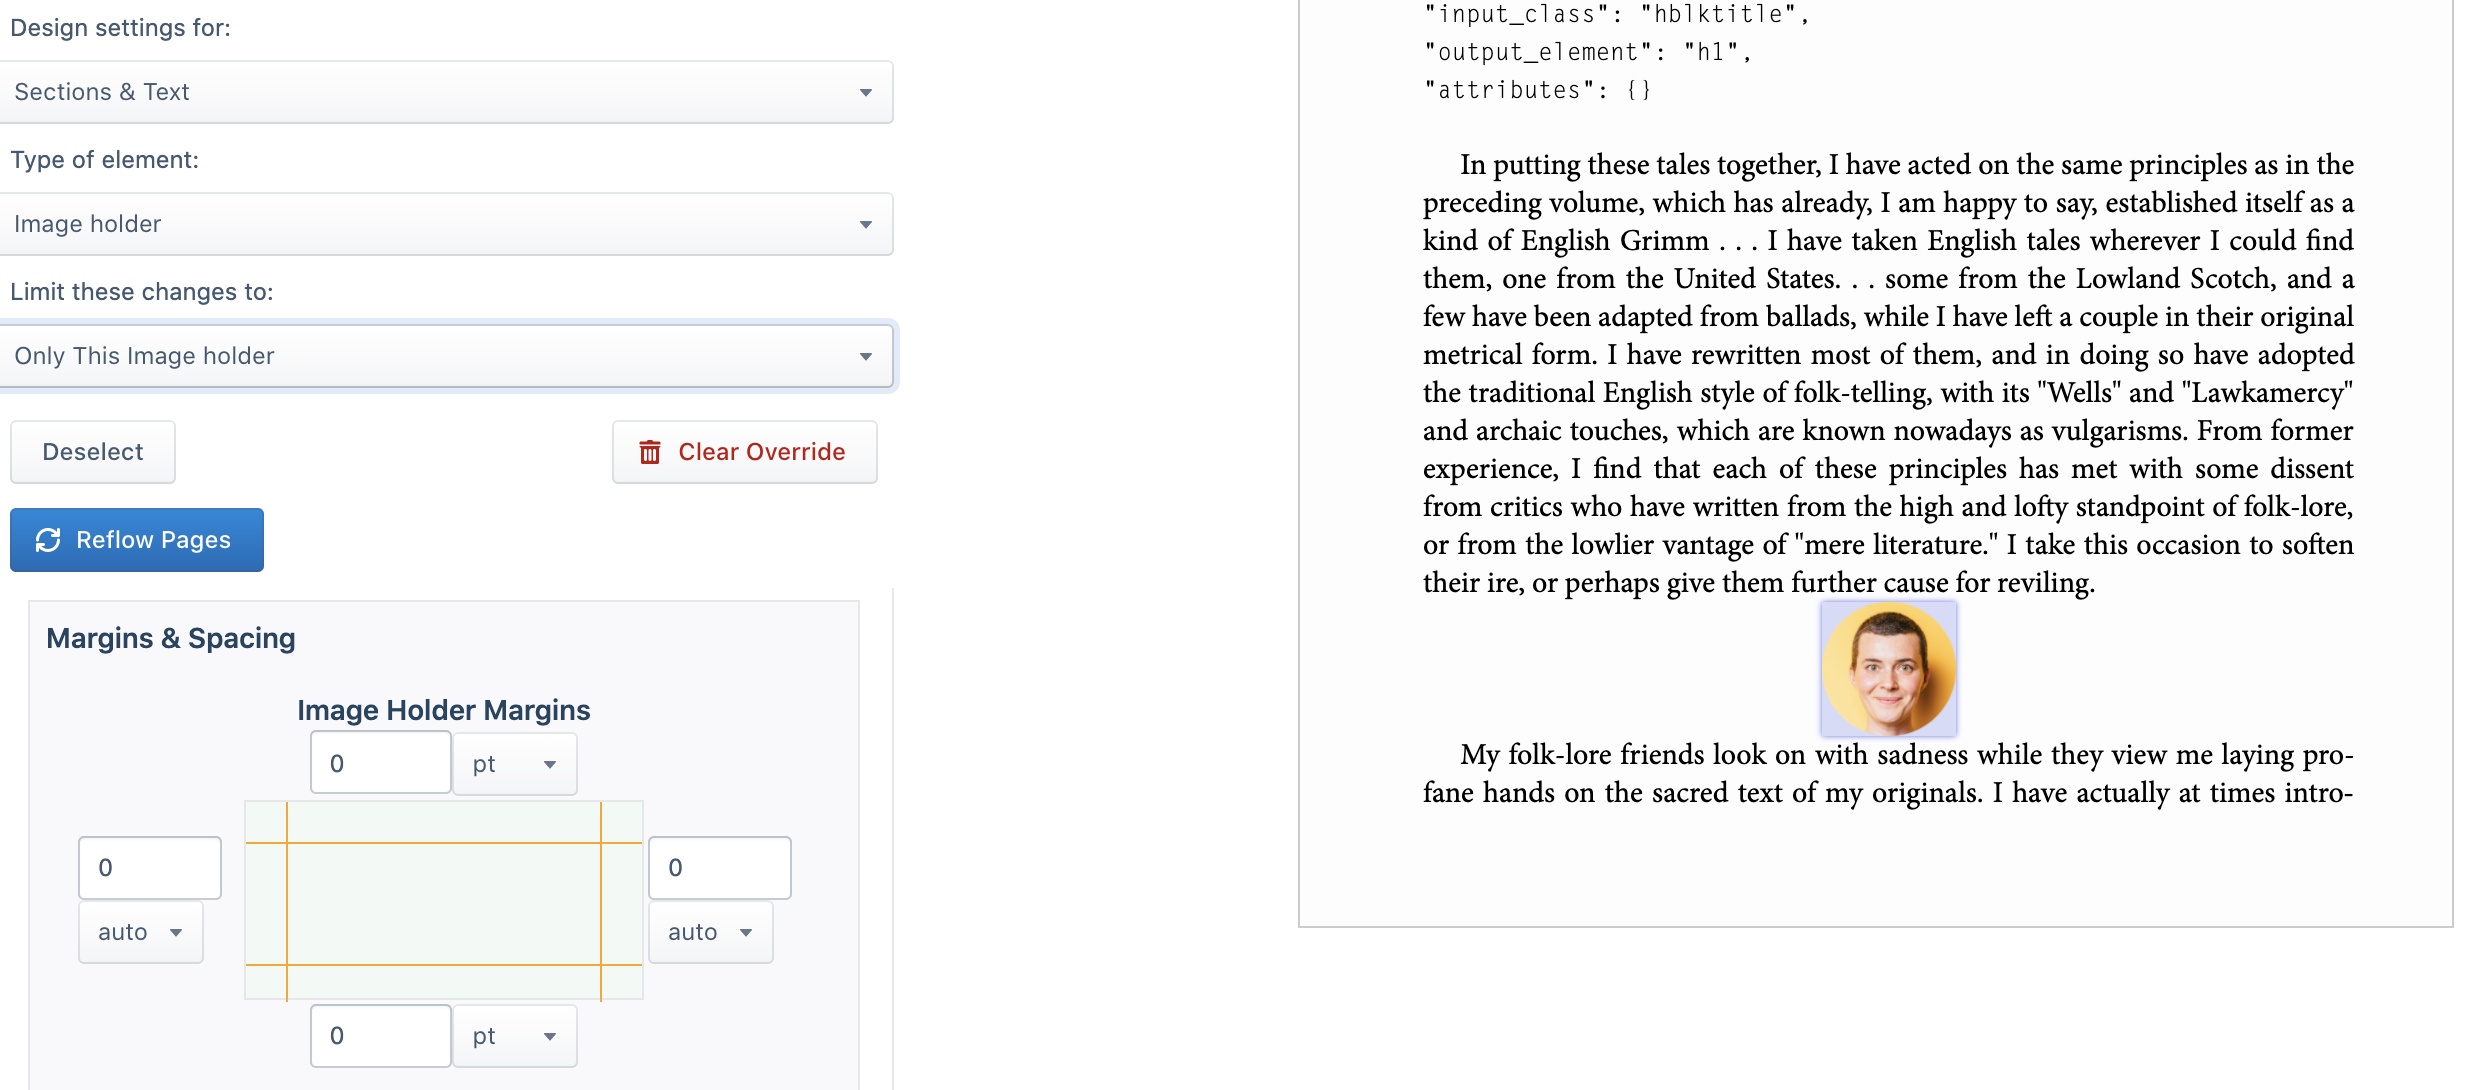 Design settings for:
Sections & Text
Type of element:
Image holder
Limit these changes to:
Only This Image holder
Deselect
Clear Override
Reflow Pages
Margins & Spacing
Image Holder Margins
0 pt
0
auto
0
auto
0 pt
"input_class": "hblktitle",
"output_element": "h1",
"attributes": {}
In putting these tales together, I have acted on the same principles as in the
preceding volume, which has already, I am happy to say, established itself as a
kind of English Grimm . . . I have taken English tales wherever I could find
them, one from the United States. . . some from the Lowland Scotch, and a
few have been adapted from ballads, while I have left a couple in their original
metrical form. I have rewritten most of them, and in doing so have adopted
the traditional English style of folk-telling, with its "Wells" and "Lawkamercy"
and archaic touches, which are known nowadays as vulgarisms. From former
experience, I find that each of these principles has met with some dissent
from critics who have written from the high and lofty standpoint of folk-lore,
or from the lowlier vantage of "mere literature." I take this occasion to soften
their ire, or perhaps give them further cause for reviling.
My folk-lore friends look on with sadness while they view me laying pro-
fane hands on the sacred text of my originals. I have actually at times intro-